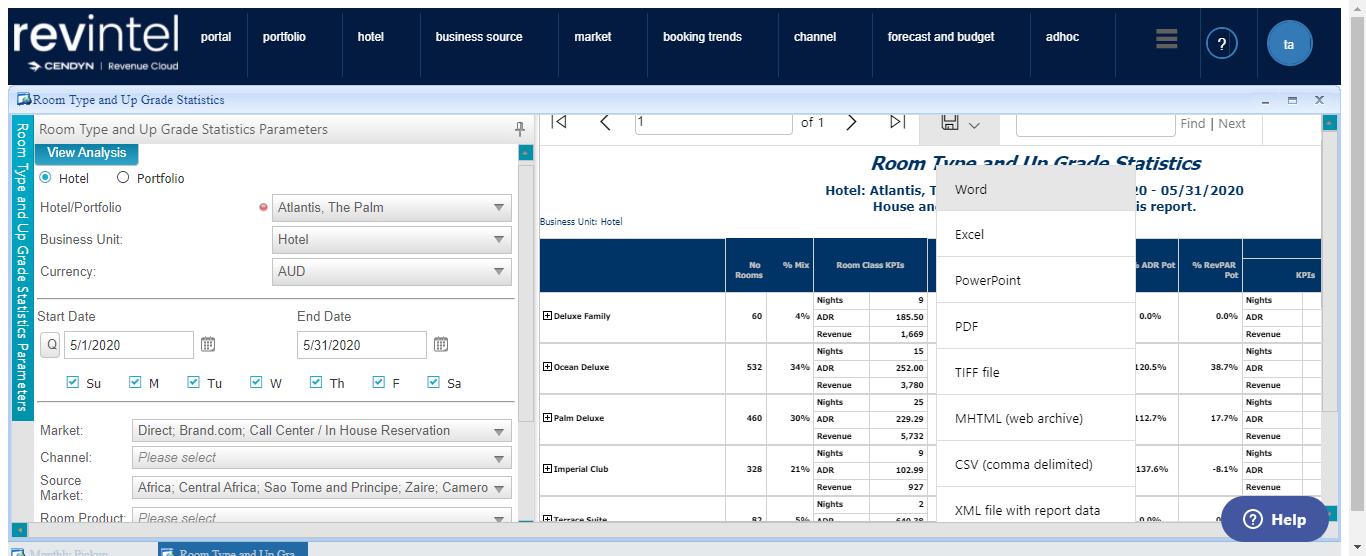 revintel
CENDYN | Revenue Cloud
portal portfolio hotel business source market booking trends channel forecast and budget adhoc ? ta
Room Type and Up Grade Statistics
Room Type and Up Grade Statistics Parameters
Room Type and Up Grade Statistics Parameters
View Analysis
Hotel Portfolio
Hotel/Portfolio Atlantis, The Palm
Business Unit: Hotel
Currency: AUD
Start Date End Date
Q 5/1/2020 5/31/2020
Su M Tu W Th F Sa
Market: Direct; Brand.com; Call Center / In House Reservation
Channel: Please select
Source Market: Africa; Central Africa; Sao Tome and Principe; Zaire; Camero
Room Product: Please select
1 of 1 Find | Next
Room Type and Up Grade Statistics
Hotel: Atlantis, T 20 - 05/31/2020
House an is report.
Business Unit: Hotel
No Rooms % Mix Room Class KPIs ADR Pot % RevPAR Pot KPIs
Nights 9 Nights
Deluxe Family 60 4% ADR 185.50 0.0% 0.0% ADR
Revenue 1,669 Revenue
Nights 15 Nights
Ocean Deluxe 532 34% ADR 252.00 120.5% 38.7% ADR
Revenue 3,780 Revenue
Nights 25 Nights
Palm Deluxe 460 30% ADR 229.29 112.7% 17.7% ADR
Revenue 5,732 Revenue
Nights 9 Nights
Imperial Club 328 21% ADR 102.99 137.6% -8.1% ADR
Revenue 927 Revenue
Nights 2 Nights
Terrace Suite 82 5% ADR 640.38 0.0%
Word
Excel
PowerPoint
PDF
TIFF file
MHTML (web archive)
CSV (comma delimited)
XML file with report data
Help
Monthly Pickup Room Type and Up Gra